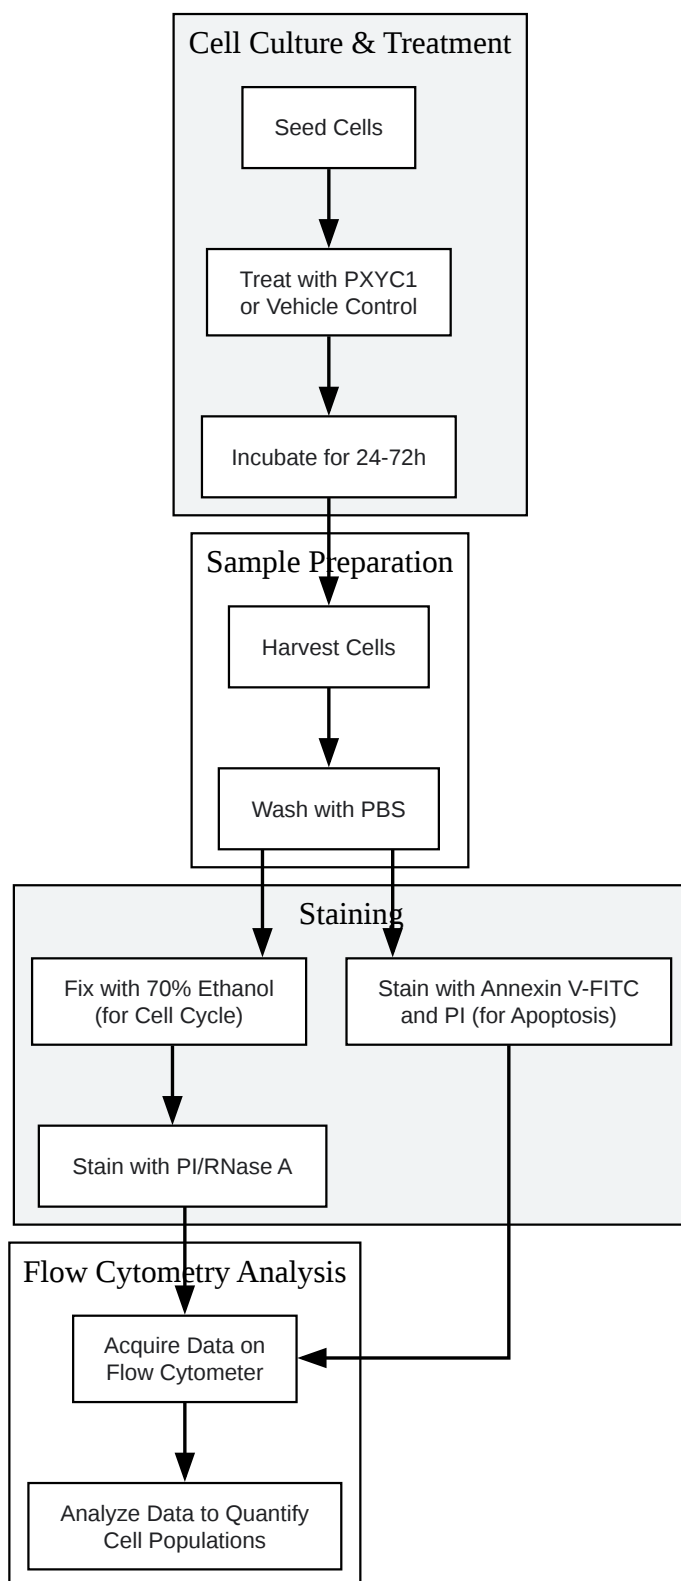 Cell Culture & Treatment
Seed Cells
Treat with PXYC1
or Vehicle Control
Incubate for 24-72h
Sample Preparation
Harvest Cells
Wash with PBS
Staining
Fix with 70% Ethanol
(for Cell Cycle)
Stain with Annexin V-FITC
and PI (for Apoptosis)
Stain with PI/RNase A
Flow Cytometry Analysis
Acquire Data on
Flow Cytometer
Analyze Data to Quantify
Cell Populations